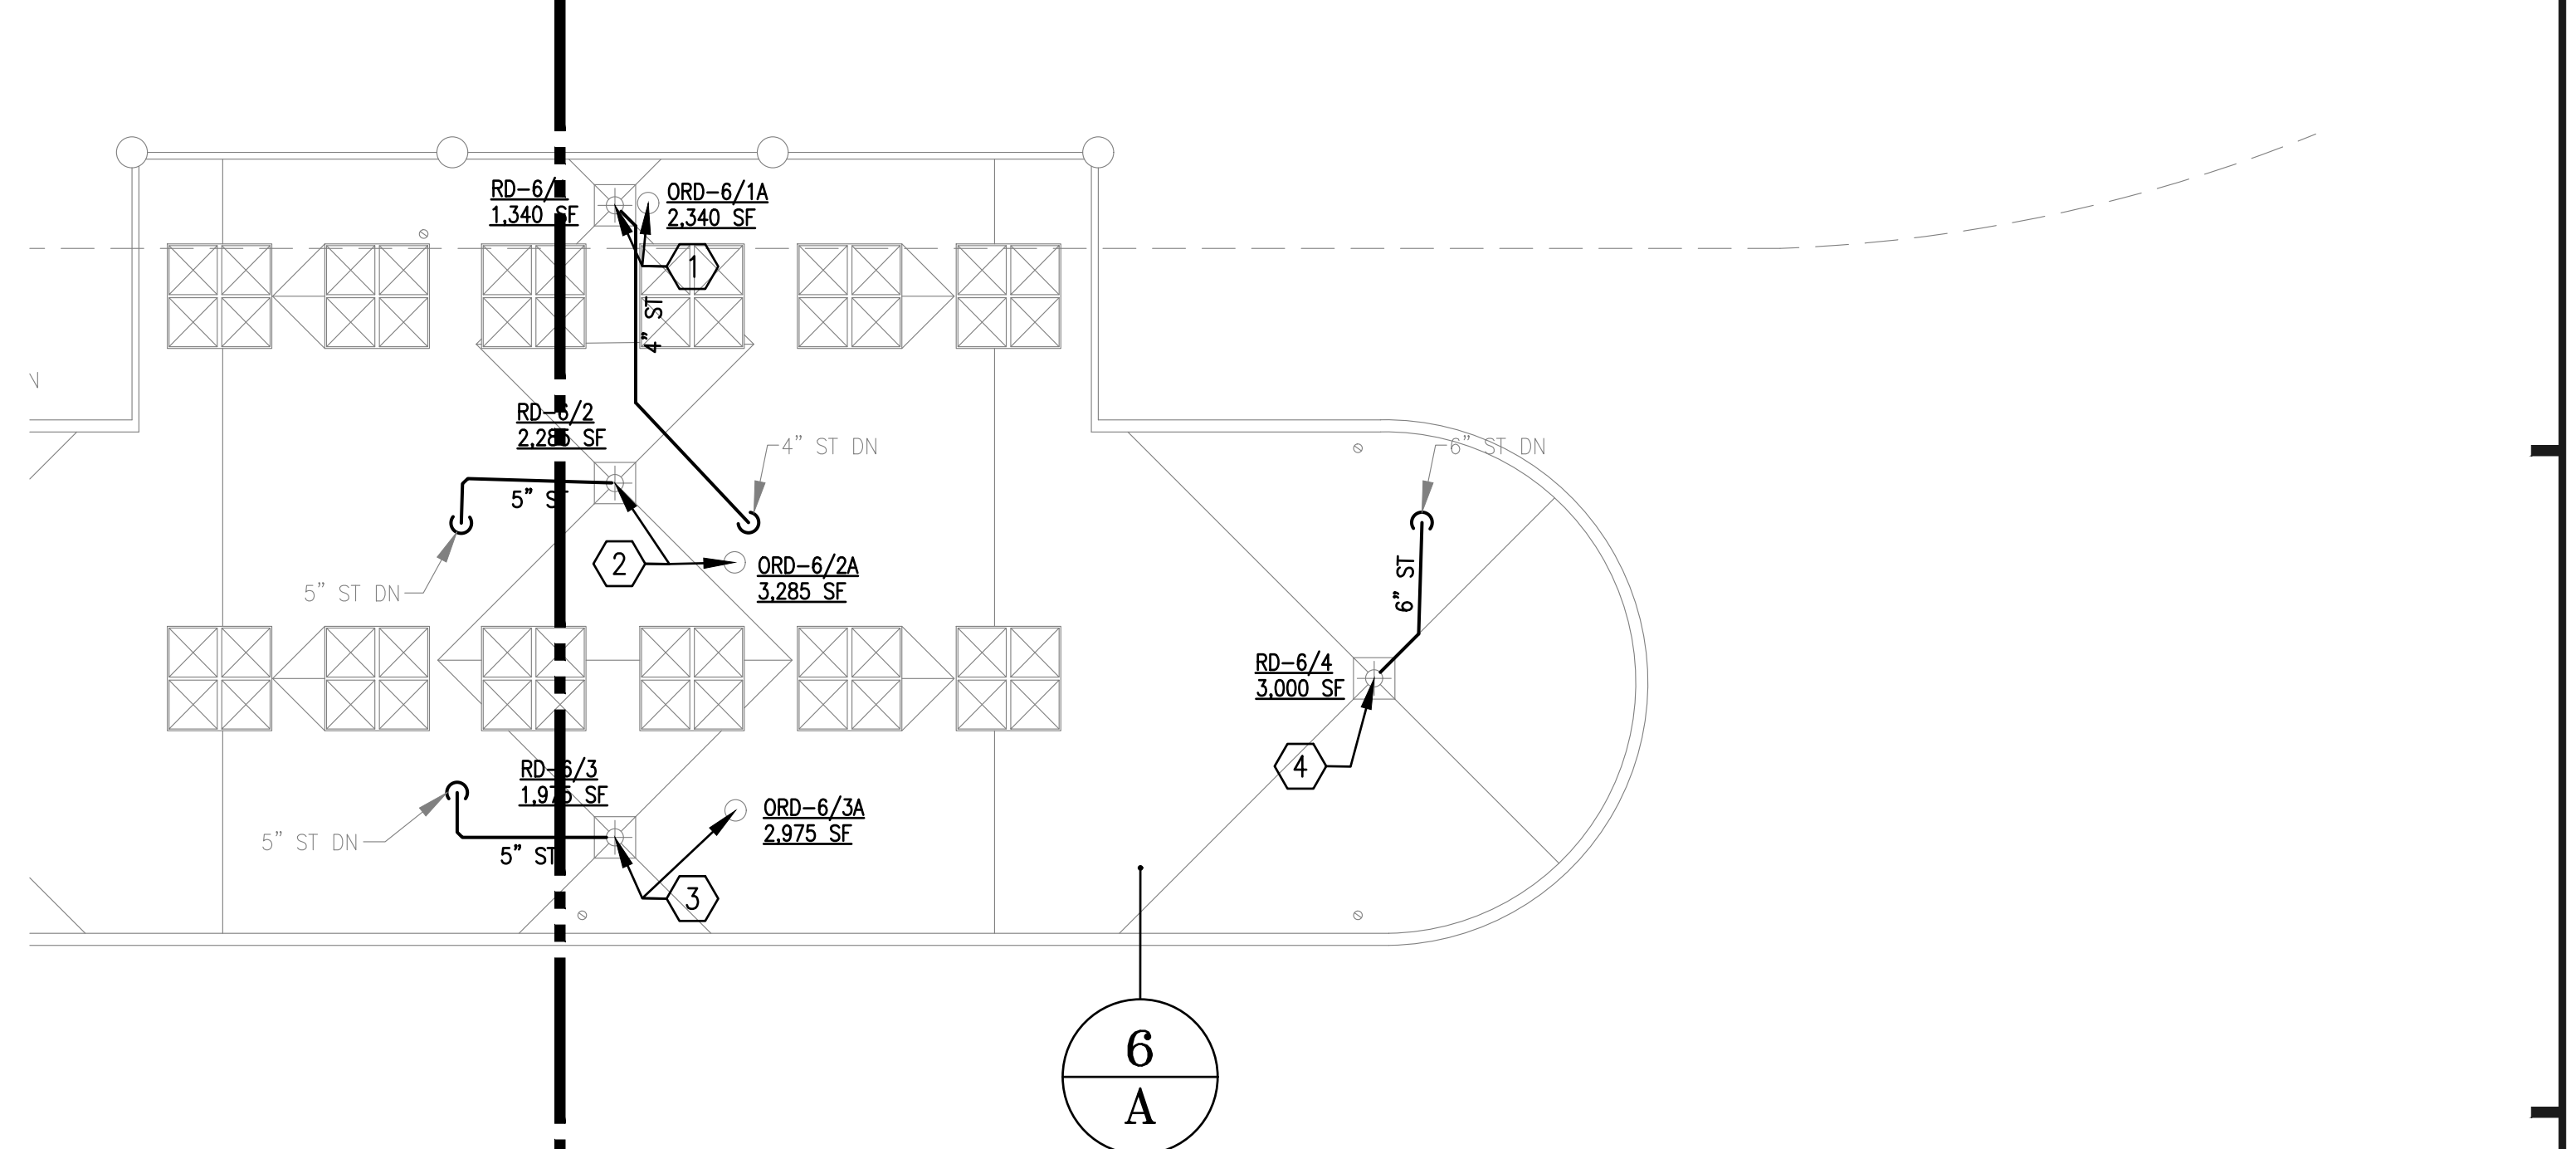 RD-6/
1,340 SF
ORD-6/1A
2,340 SF
1
4" ST
N
RD-6/2
2,285 SF
4" ST DN
6" ST DN
5" ST
2
ORD-6/2A
3,285 SF
5" ST DN
6" ST
RD-6/4
3,000 SF
4
RD-6/3
1,975 SF
ORD-6/3A
2,975 SF
5" ST DN
5" ST
3
6
A